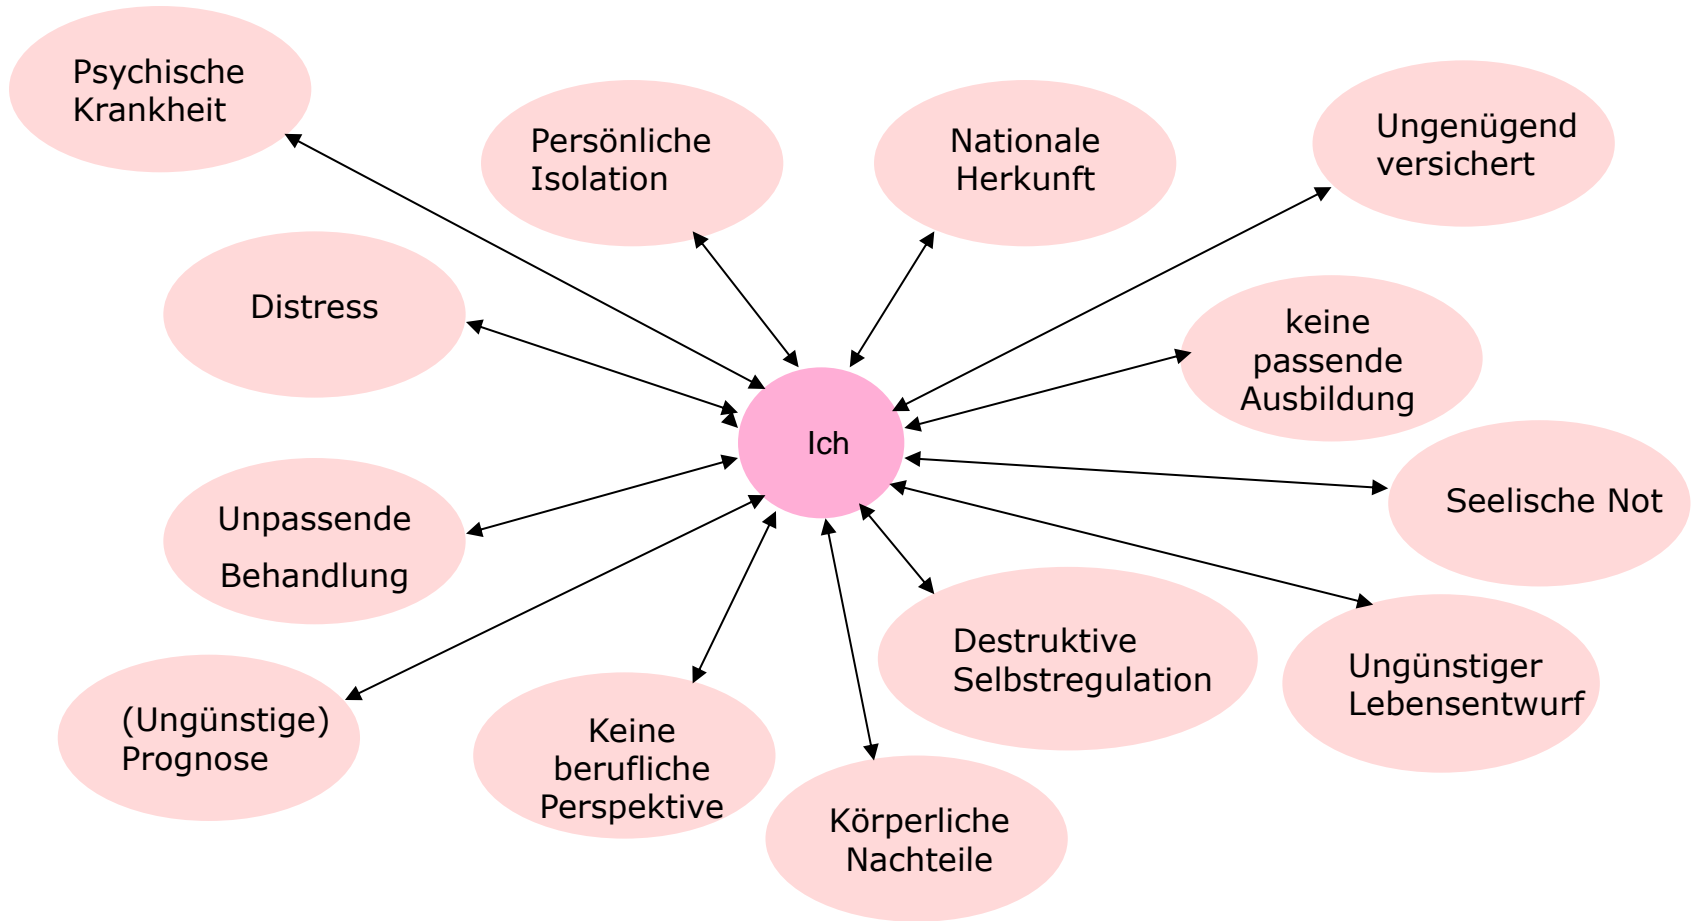 Psychische
Krankheit
Persönliche
Isolation
Nationale
Herkunft
Ungenügend
versichert
Distress
keine
passende
Ausbildung
Ich
Seelische Not
Unpassende
Behandlung
Destruktive
Selbstregulation
Ungünstiger
Lebensentwurf
(Ungünstige)
Prognose
Keine
berufliche
Perspektive
Körperliche
Nachteile